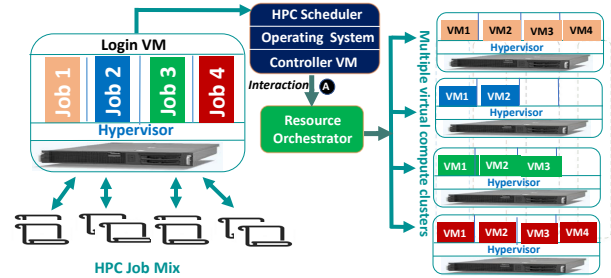 Login VM
Job 1
Job 2
Job 3
Job 4
Hypervisor
HPC Job Mix
HPC Scheduler
Operating System
Controller VM
Interaction A
Resource
Orchestrator
Multiple virtual compute clusters
VM1 VM2 VM3 VM4
Hypervisor
VM1 VM2
Hypervisor
VM1 VM2 VM3
Hypervisor
VM1 VM2 VM3 VM4
Hypervisor